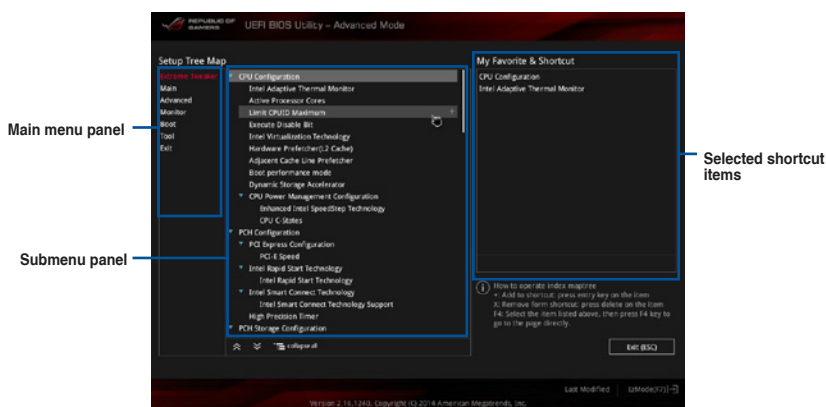 REPUBLIC OF
GAMERS
UEFI BIOS Utility – Advanced Mode
Setup Tree Map
Extreme Tweaker
Main
Advanced
Monitor
Boot
Tool
Exit
CPU Configuration
Intel Adaptive Thermal Monitor
Active Processor Cores
Limit CPUID Maximum +
Execute Disable Bit
Intel Virtualization Technology
Hardware Prefetcher(L2 Cache)
Adjacent Cache Line Prefetcher
Boot performance mode
Dynamic Storage Accelerator
CPU Power Management Configuration
Enhanced Intel SpeedStep Technology
CPU C-States
PCH Configuration
PCI Express Configuration
PCI-E Speed
Intel Rapid Start Technology
Intel Rapid Start Technology
Intel Smart Connect Technology
Intel Smart Connect Technology Support
High Precision Timer
PCH Storage Configuration
collapse all
My Favorite & Shortcut
CPU Configuration
Intel Adaptive Thermal Monitor
How to operate index maptree
+: Add to shortcut: press entry key on the item
X: Remove form shortcut: press delete on the item
F4: Select the item listed above, then press F4 key to
go to the page directly.
Exit (ESC)
Last Modified
EzMode(F7)
Version 2.16.1240. Copyright (C) 2014 American Megatrends, Inc.
Main menu panel
Submenu panel
Selected shortcut
items